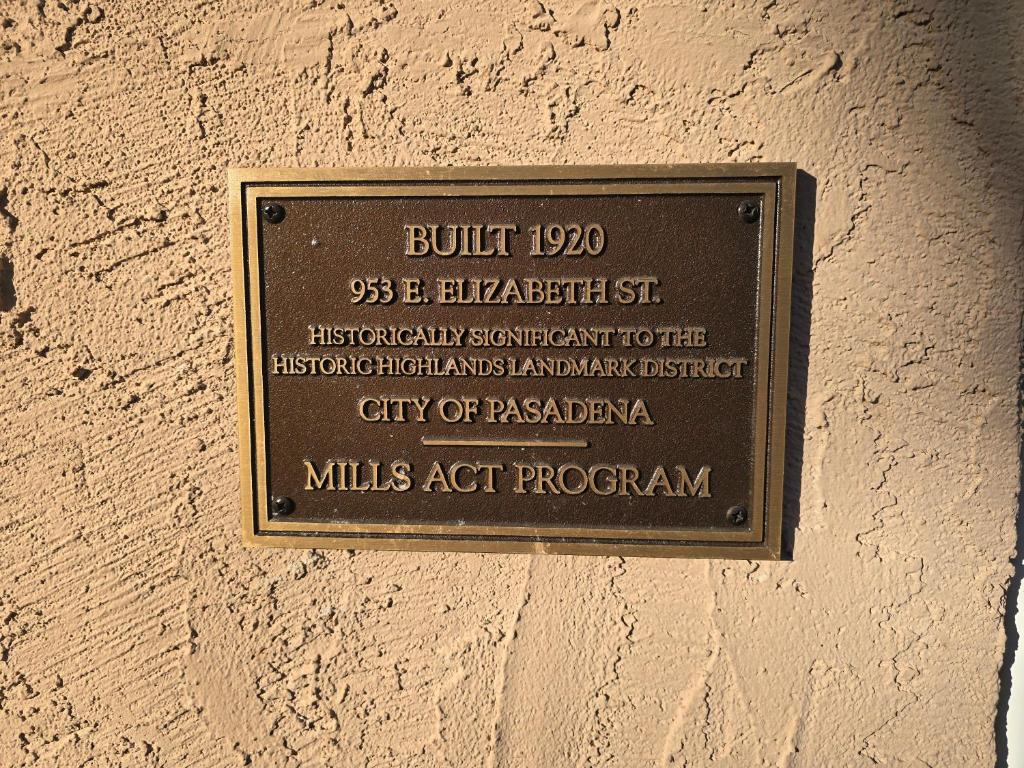 BUILT 1920
953 E. ELIZABETH ST.
HISTORICALLY SIGNIFICANT TO THE
HISTORIC HIGHLANDS LANDMARK DISTRICT
CITY OF PASADENA
MILLS ACT PROGRAM